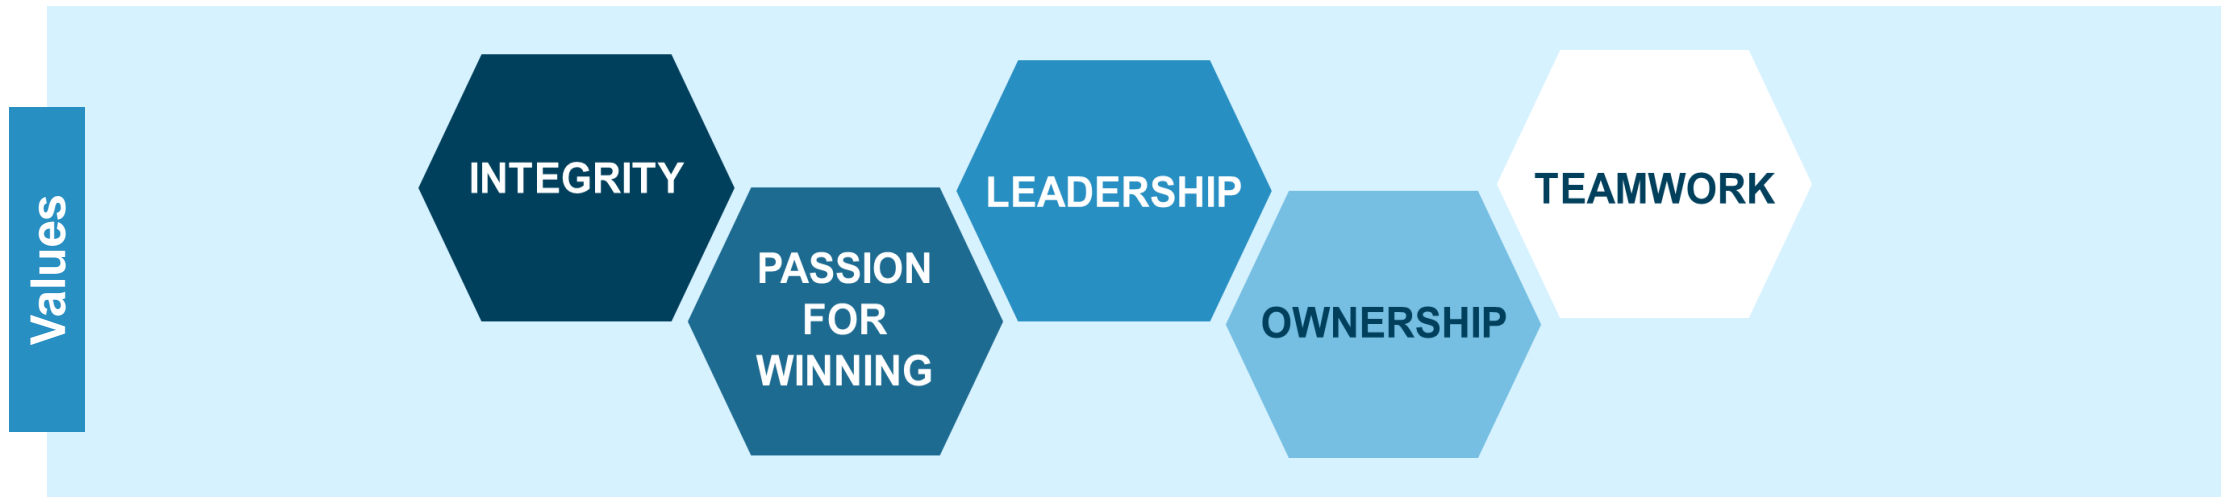 Values
INTEGRITY
PASSION
FOR
WINNING
LEADERSHIP
OWNERSHIP
TEAMWORK